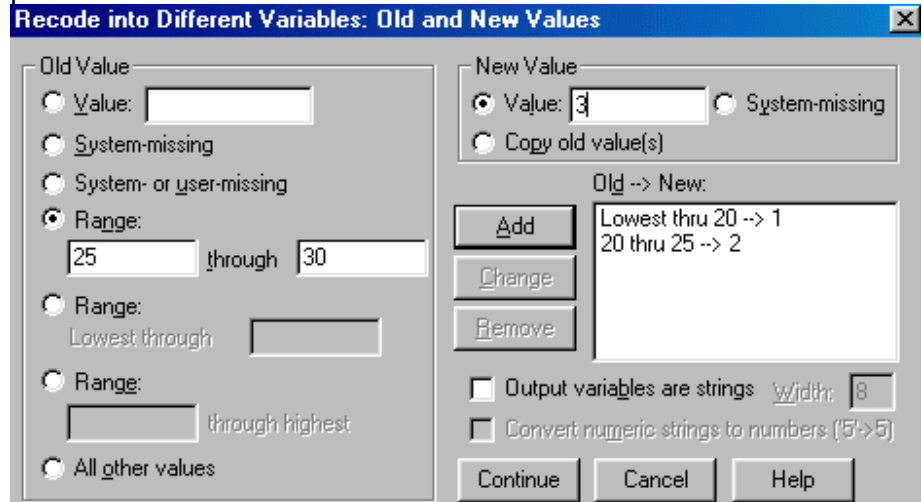 Recode into Different Variables: Old and New Values
Old Value
Value:
System-missing
System- or user-missing
Range:
25 through 30
Range:
Lowest through
Range:
through highest
All other values
New Value
Value: 3 System-missing
Copy old value(s)
Old --> New:
Add
Change
Remove
Lowest thru 20 --> 1
20 thru 25 --> 2
Output variables are strings Width: 8
Convert numeric strings to numbers ('5'->5)
Continue Cancel Help